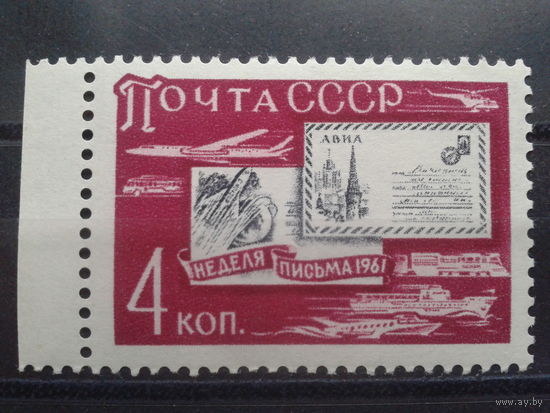 ПОЧТА СССР
АВИА
НЕДЕЛЯ ПИСЬМА 1961
4 КОП.
www.ay.by